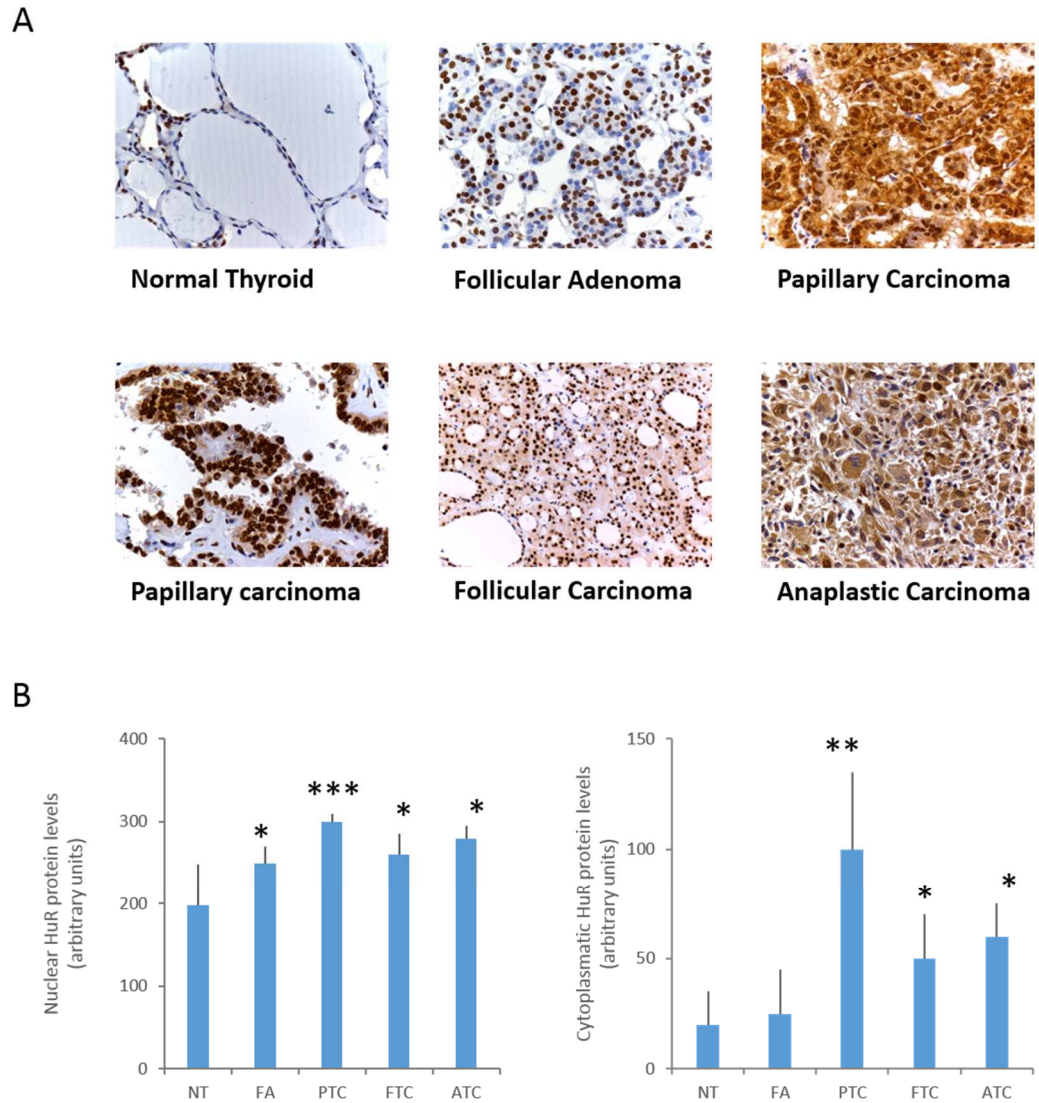 A
Normal Thyroid
Follicular Adenoma
Papillary Carcinoma
Papillary carcinoma
Follicular Carcinoma
Anaplastic Carcinoma
B
Nuclear HuR protein levels
(arbitrary units)
400
300
200
100
0
*
***
*
*
NT FA PTC FTC ATC
Cytoplasmatic HuR protein levels
(arbitrary units)
150
100
50
0
**
*
*
NT FA PTC FTC ATC